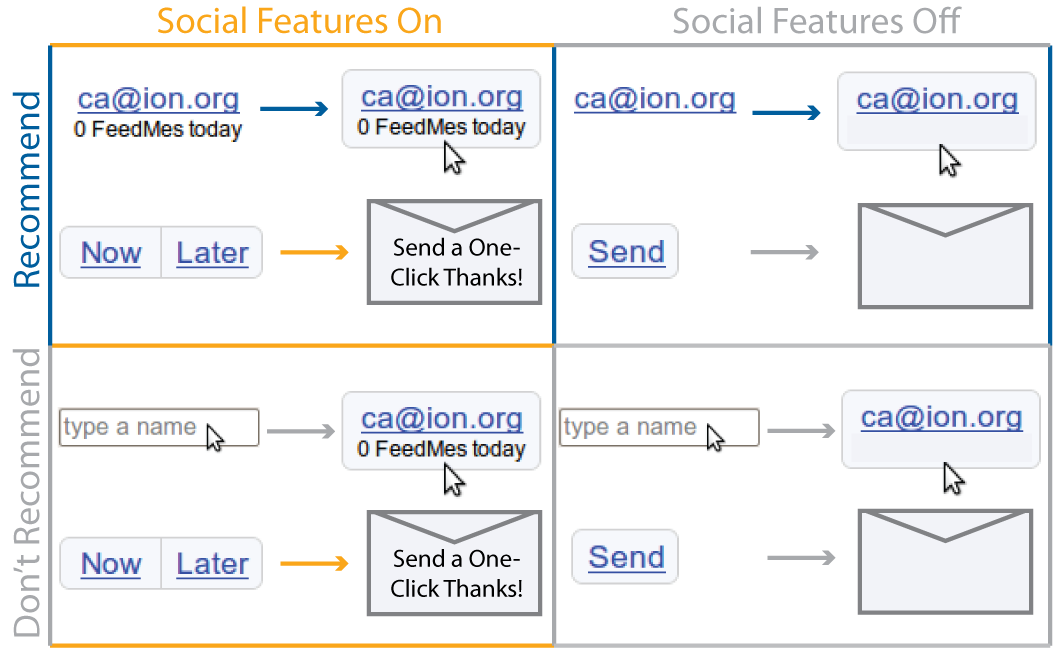 Social Features On
Social Features Off
Recommend
ca@ion.org
0 FeedMes today
ca@ion.org
0 FeedMes today
Now
Later
Send a One-
Click Thanks!
ca@ion.org
ca@ion.org
Send
Don't Recommend
type a name
ca@ion.org
0 FeedMes today
Now
Later
Send a One-
Click Thanks!
type a name
ca@ion.org
Send